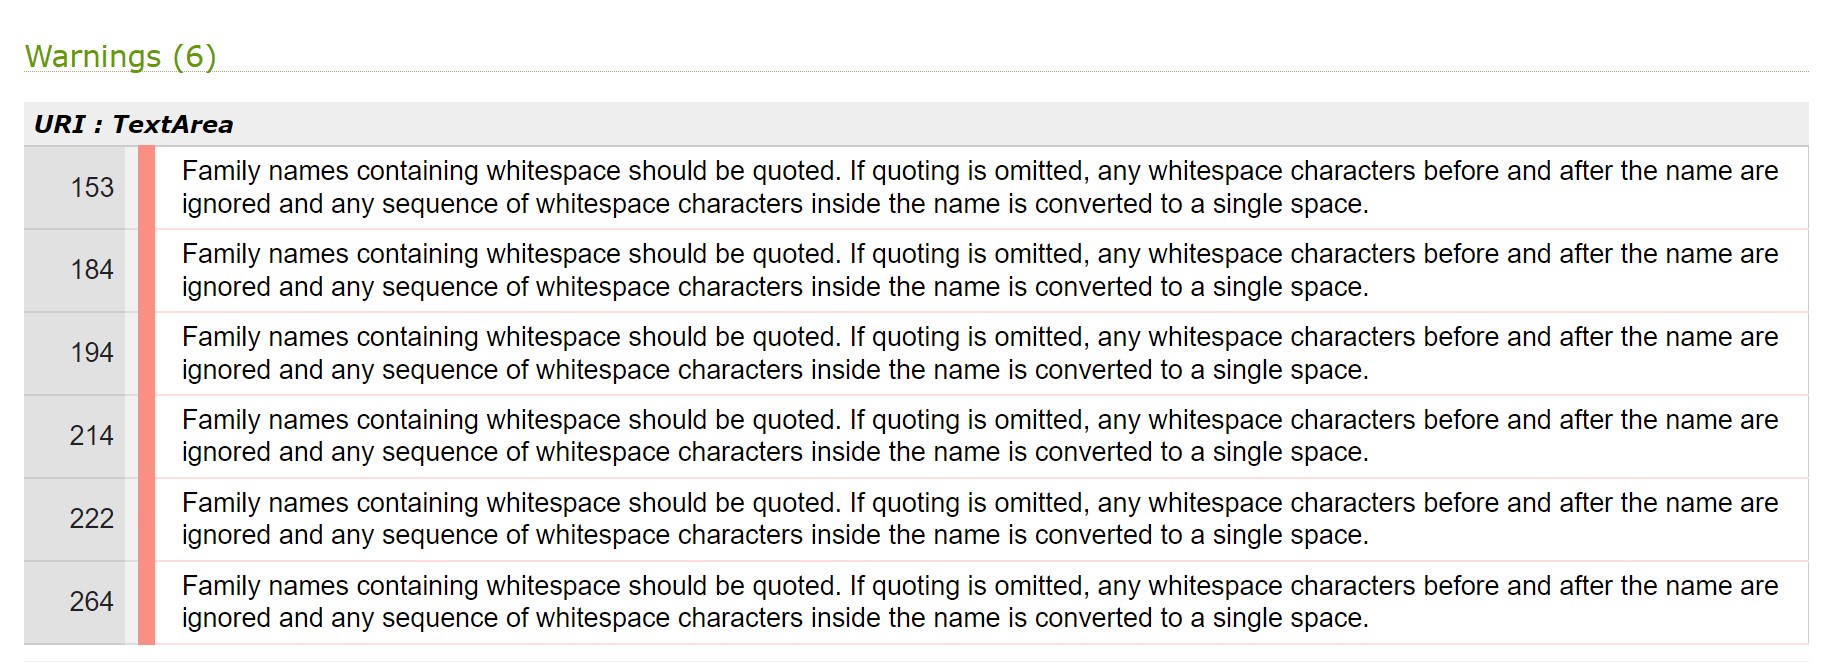 Warnings (6)
URI : TextArea
153
Family names containing whitespace should be quoted. If quoting is omitted, any whitespace characters before and after the name are
ignored and any sequence of whitespace characters inside the name is converted to a single space.
184
Family names containing whitespace should be quoted. If quoting is omitted, any whitespace characters before and after the name are
ignored and any sequence of whitespace characters inside the name is converted to a single space.
194
Family names containing whitespace should be quoted. If quoting is omitted, any whitespace characters before and after the name are
ignored and any sequence of whitespace characters inside the name is converted to a single space.
214
Family names containing whitespace should be quoted. If quoting is omitted, any whitespace characters before and after the name are
ignored and any sequence of whitespace characters inside the name is converted to a single space.
222
Family names containing whitespace should be quoted. If quoting is omitted, any whitespace characters before and after the name are
ignored and any sequence of whitespace characters inside the name is converted to a single space.
264
Family names containing whitespace should be quoted. If quoting is omitted, any whitespace characters before and after the name are
ignored and any sequence of whitespace characters inside the name is converted to a single space.